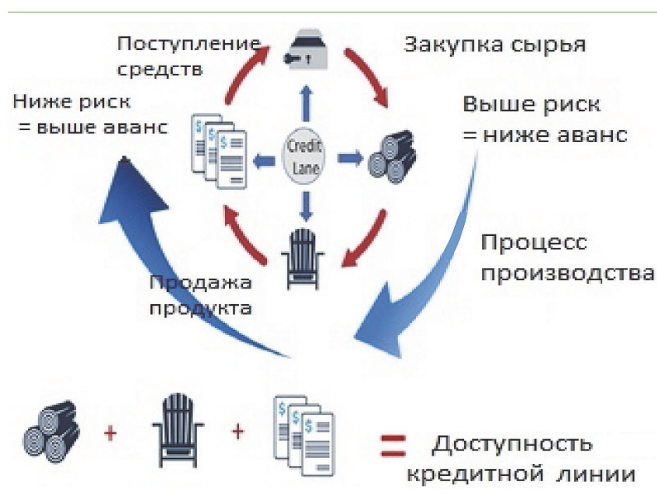 Поступление
средств
Закупка сырья
Ниже риск
= выше аванс
Выше риск
= ниже аванс
Credit
Lane
Процесс
производства
Продажа
продукта
$
$
$
+
+
$
$
$
=
Доступность
кредитной линии